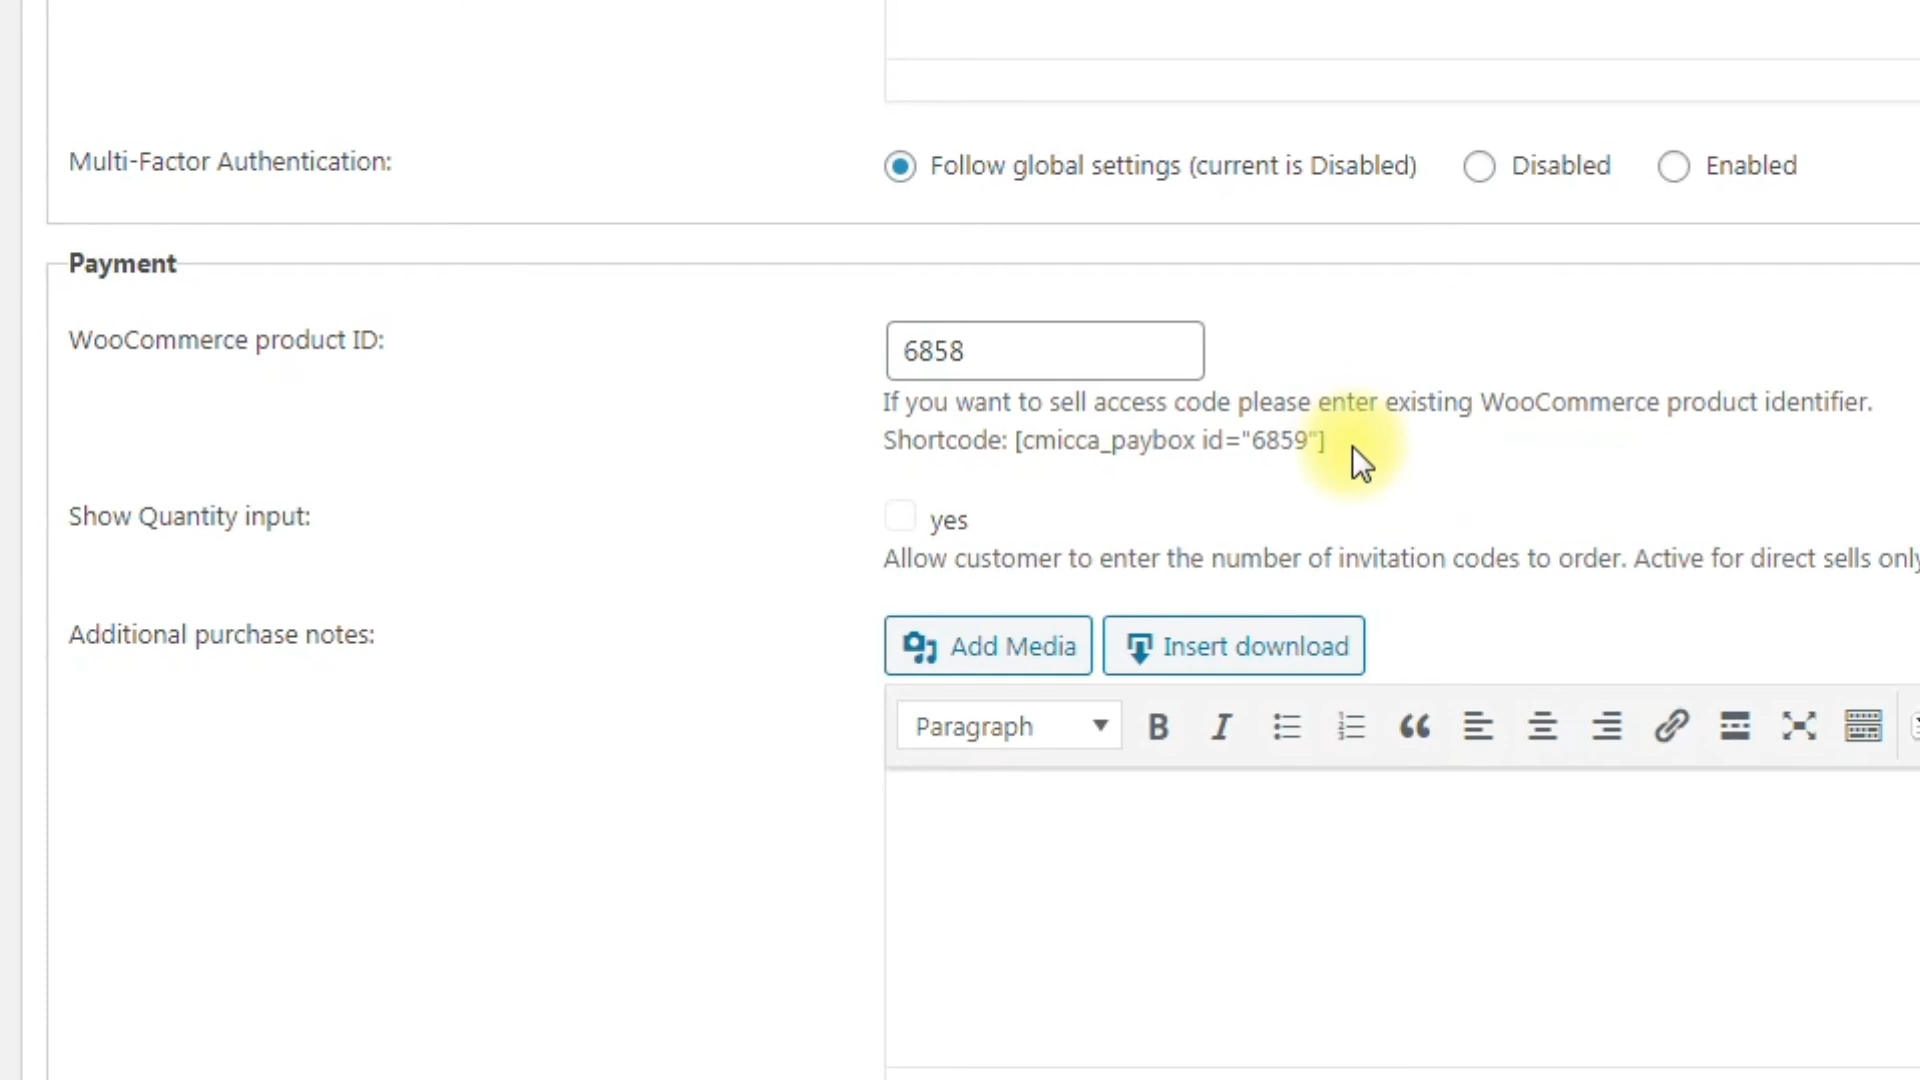 Multi-Factor Authentication:
Follow global settings (current is Disabled)
Disabled
Enabled
Payment
WooCommerce product ID:
6858
If you want to sell access code please enter existing WooCommerce product identifier.
Shortcode: [cmicca_paybox id="6859"]
Show Quantity input:
yes
Allow customer to enter the number of invitation codes to order. Active for direct sells only
Additional purchase notes:
Add Media
Insert download
Paragraph